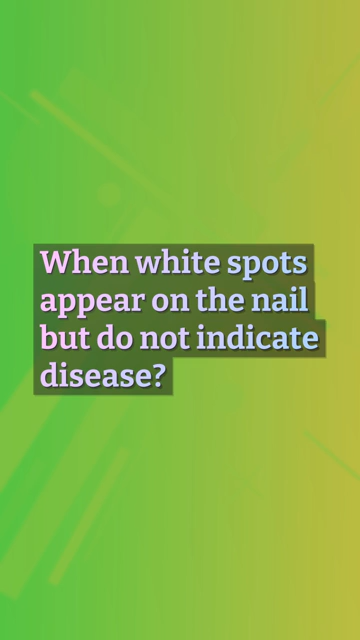 When white spots
appear on the nail
but do not indicate
disease?